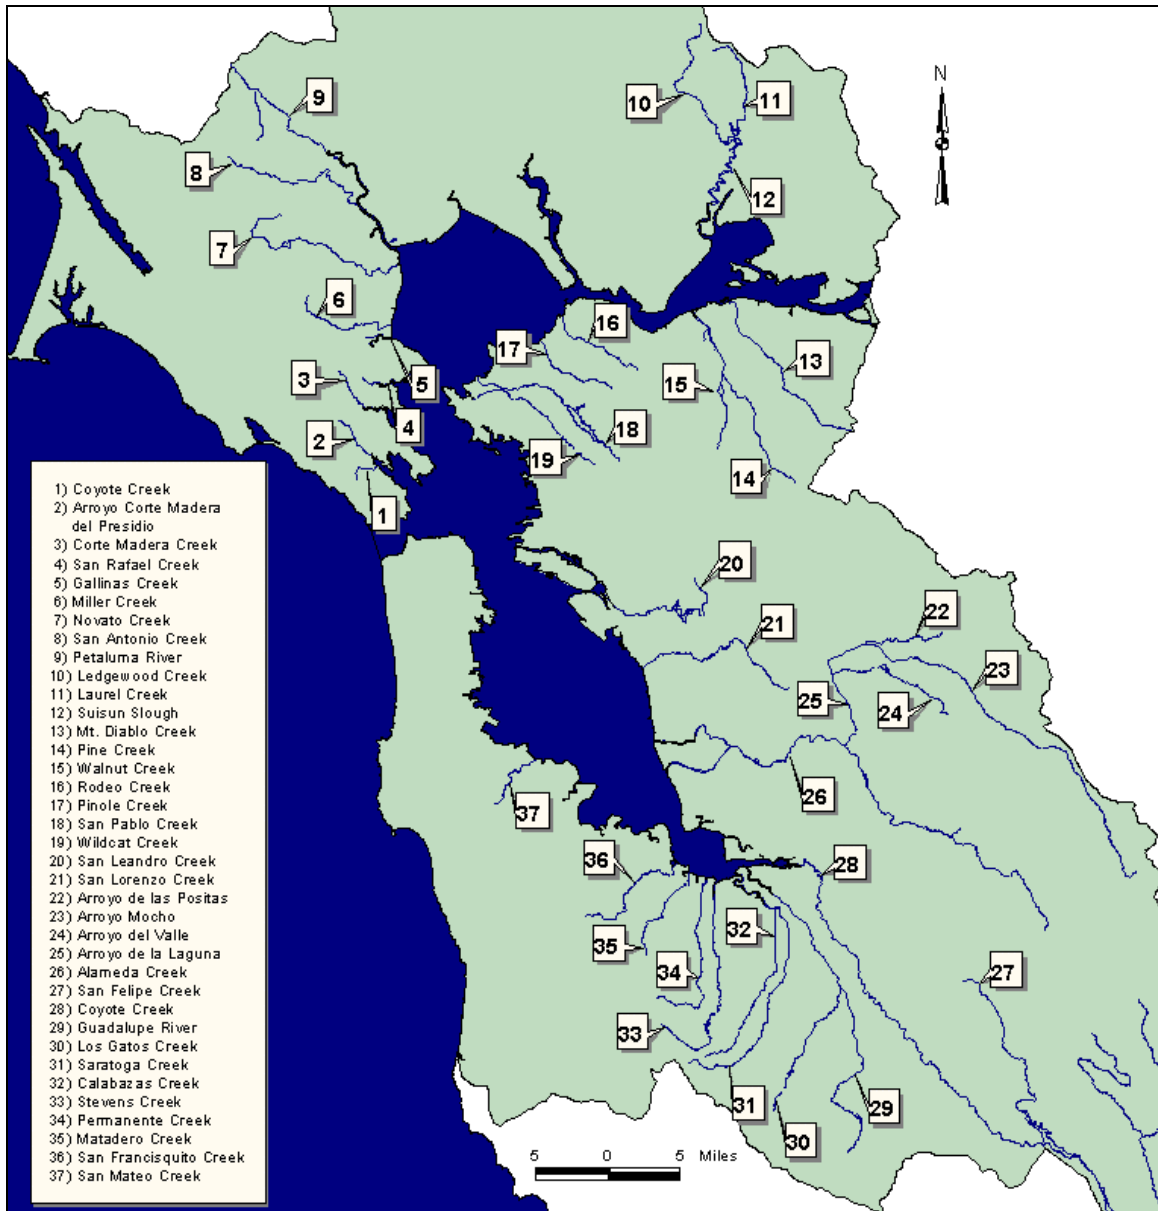 N
9
10
11
8
12
7
6
16
17
13
3
5
15
4
18
2
19
14
1
20
22
21
23
25
24
26
37
36
28
32
35
34
27
33
31
29
30
1) Coyote Creek
2) Arroyo Corte Madera
del Presidio
3) Corte Madera Creek
4) San Rafael Creek
5) Gallinas Creek
6) Miller Creek
7) Novato Creek
8) San Antonio Creek
9) Petaluma River
10) Ledgewood Creek
11) Laurel Creek
12) Suisun Slough
13) Mt. Diablo Creek
14) Pine Creek
15) Walnut Creek
16) Rodeo Creek
17) Pinole Creek
18) San Pablo Creek
19) Wildcat Creek
20) San Leandro Creek
21) San Lorenzo Creek
22) Arroyo de las Positas
23) Arroyo Mocho
24) Arroyo del Valle
25) Arroyo de la Laguna
26) Alameda Creek
27) San Felipe Creek
28) Coyote Creek
29) Guadalupe River
30) Los Gatos Creek
31) Saratoga Creek
32) Calabazas Creek
33) Stevens Creek
34) Permanente Creek
35) Matadero Creek
36) San Francisquito Creek
37) San Mateo Creek
5 0 5 Miles